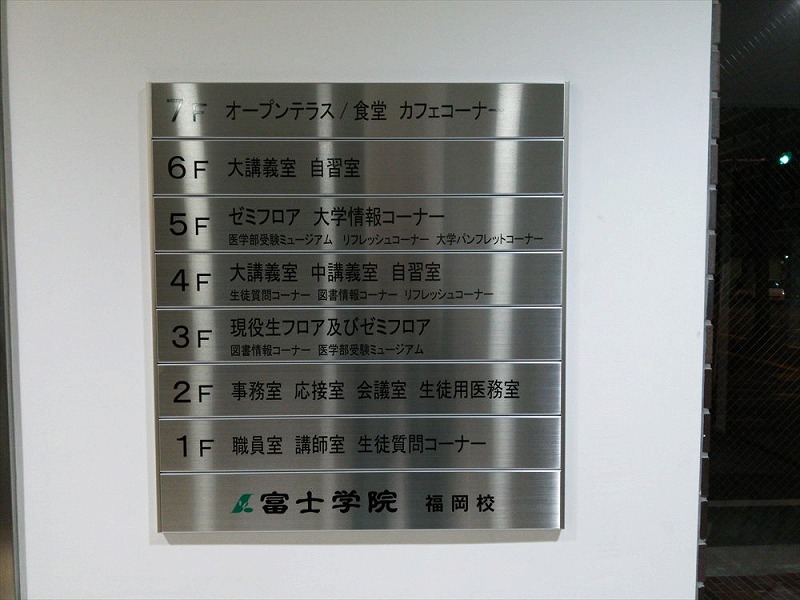 7F オープンテラス/食堂 カフェコーナー
6F 大講義室 自習室
5F ゼミフロア 大学情報コーナー
医学部受験ミュージアム リフレッシュコーナー 大学パンフレットコーナー
4F 大講義室 中講義室 自習室
生徒質問コーナー 図書情報コーナー リフレッシュコーナー
3F 現役生フロア及びゼミフロア
図書情報コーナー 医学部受験ミュージアム
2F 事務室 応接室 会議室 生徒用医務室
1F 職員室 講師室 生徒質問コーナー
富士学院 福岡校